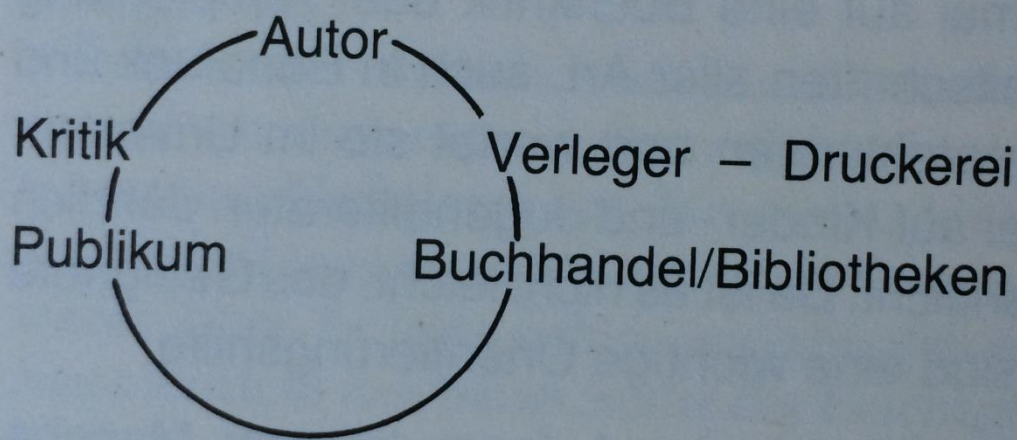 Autor
Kritik
Verleger – Druckerei
Publikum
Buchhandel/Bibliotheken